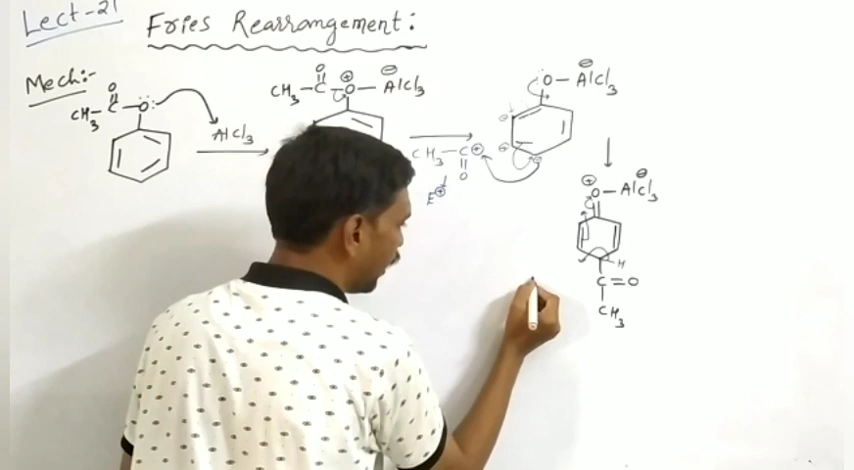 Lect-21
Fries Rearrangement:
Mech:-
O
CH3-C-O:
AlCl3
O ⊕ ⊖
CH3-C-O-AlCl3
CH3-C⊕
O
E⊕
⊖
O-AlCl3
⊖
⊖
⊖
⊕ ⊖
O-AlCl3
H
C=O
CH3